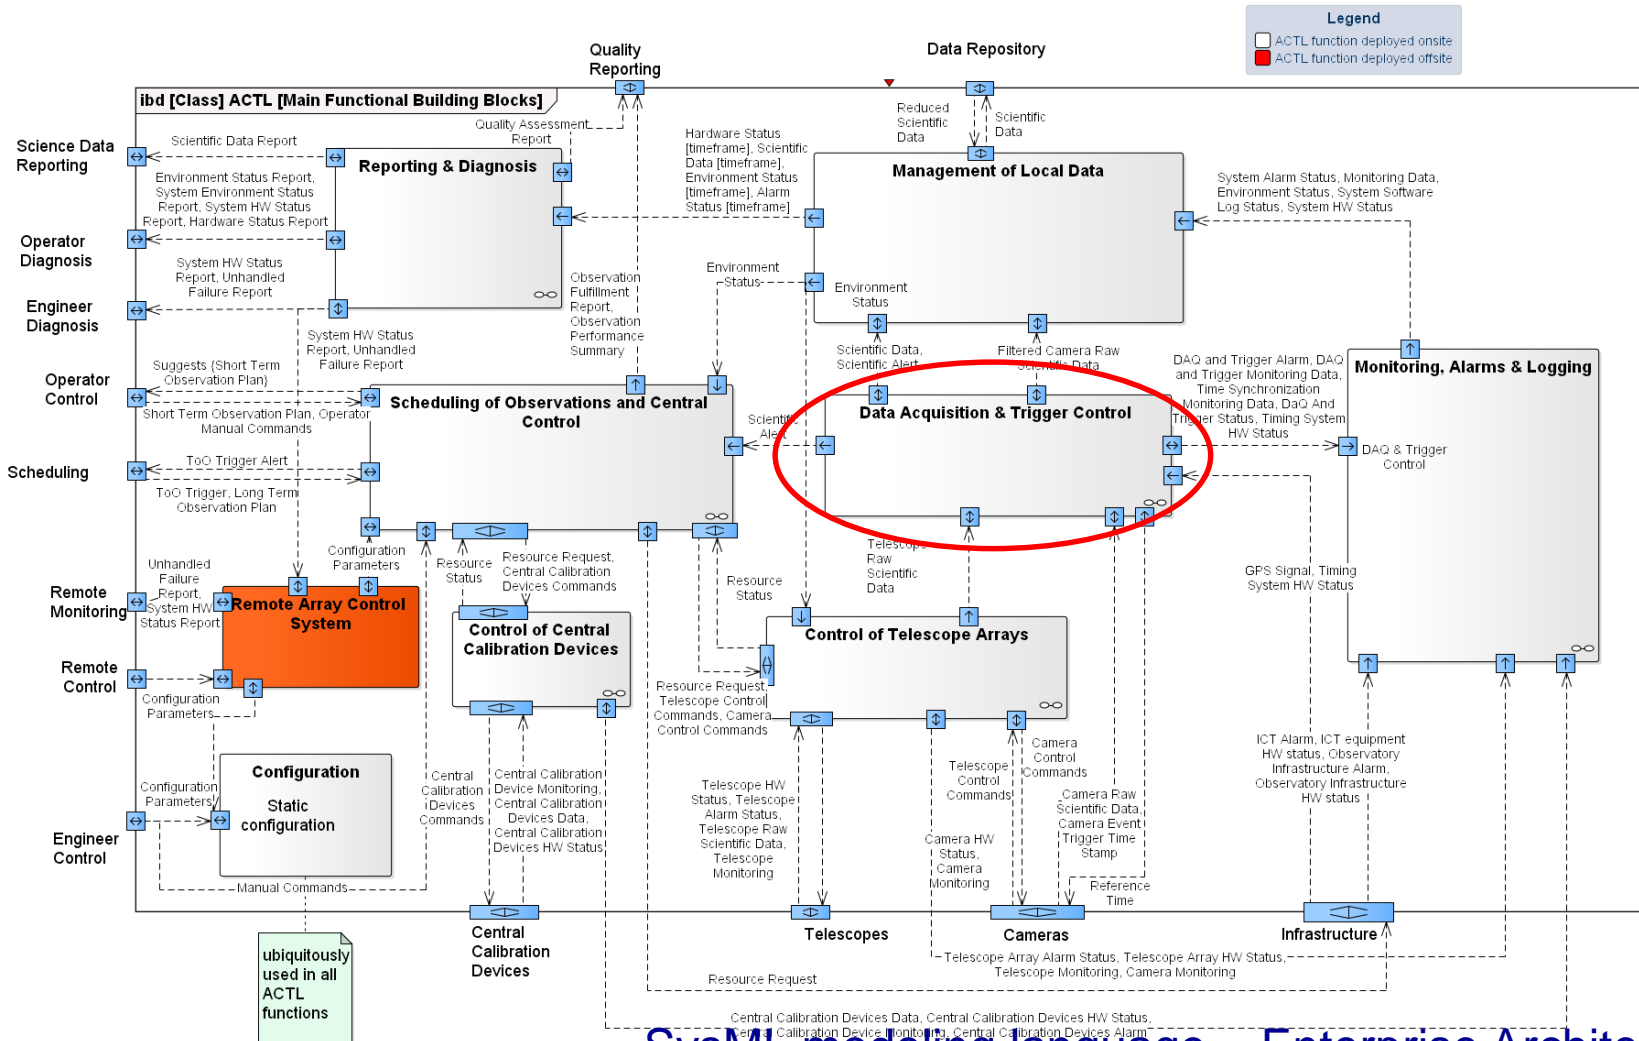 Legend
ACTL function deployed onsite
ACTL function deployed offsite
Quality
Reporting
Data Repository
ibd [Class] ACTL [Main Functional Building Blocks]
Science Data
Reporting
Scientific Data Report
Quality Assessment
Report
Reporting & Diagnosis
Environment Status Report,
System Environment Status
Report, System HW Status
Report, Hardware Status Report
Operator
Diagnosis
System HW Status
Report, Unhandled
Failure Report
Engineer
Diagnosis
System HW Status
Report, Unhandled
Failure Report
Observation
Fulfillment
Report,
Observation
Performance
Summary
Hardware Status
[timeframe], Scientific
Data [timeframe],
Environment Status
[timeframe], Alarm
Status [timeframe]
Reduced
Scientific
Data
Scientific
Data
Management of Local Data
Environment
Status
Environment
Status
System Alarm Status, Monitoring Data,
Environment Status, System Software
Log Status, System HW Status
Scientific Data,
Scientific Alert
Filtered Camera Raw
Scientific Data
Operator
Control
Suggests {Short Term
Observation Plan}
Short Term Observation Plan, Operator
Manual Commands
Scheduling
ToO Trigger Alert
ToO Trigger, Long Term
Observation Plan
Scheduling of Observations and Central
Control
Scientific
Alert
Data Acquisition & Trigger Control
DAQ and Trigger Alarm, DAQ
and Trigger Monitoring Data,
Time Synchronization
Monitoring Data, DaQ And
Trigger Status, Timing System
HW Status
Monitoring, Alarms & Logging
DAQ & Trigger
Control
Configuration
Parameters
Resource
Status
Resource Request,
Central Calibration
Devices Commands
Resource
Status
Telescope
Raw
Scientific
Data
GPS Signal, Timing
System HW Status
Remote
Monitoring
Unhandled
Failure
Report,
System HW
Status Report
Remote Array Control
System
Control of Central
Calibration Devices
Control of Telescope Arrays
Remote
Control
Configuration
Parameters
Resource Request,
Telescope Control
Commands, Camera
Control Commands
Configuration
Static
configuration
Configuration
Parameters
Engineer
Control
Manual Commands
Central
Calibration
Devices
Commands
Central Calibration
Device Monitoring,
Central Calibration
Devices Data,
Central Calibration
Devices HW Status
Telescope HW
Status, Telescope
Alarm Status,
Telescope Raw
Scientific Data,
Telescope
Monitoring
Telescope
Control
Commands
Camera
Control
Commands
Camera HW
Status,
Camera
Monitoring
Camera Raw
Scientific Data,
Camera Event
Trigger Time
Stamp
Reference
Time
ICT Alarm, ICT equipment
HW status, Observatory
Infrastructure Alarm,
Observatory Infrastructure
HW status
Central
Calibration
Devices
Telescopes
Cameras
Infrastructure
ubiquitously
used in all
ACTL
functions
Telescope Array Alarm Status, Telescope Array HW Status,
Telescope Monitoring, Camera Monitoring
Resource Request
Central Calibration Devices Data, Central Calibration Devices HW Status,
Central Calibration Device Monitoring, Central Calibration Devices Alarm
SysML modeling language Enterprise Archite